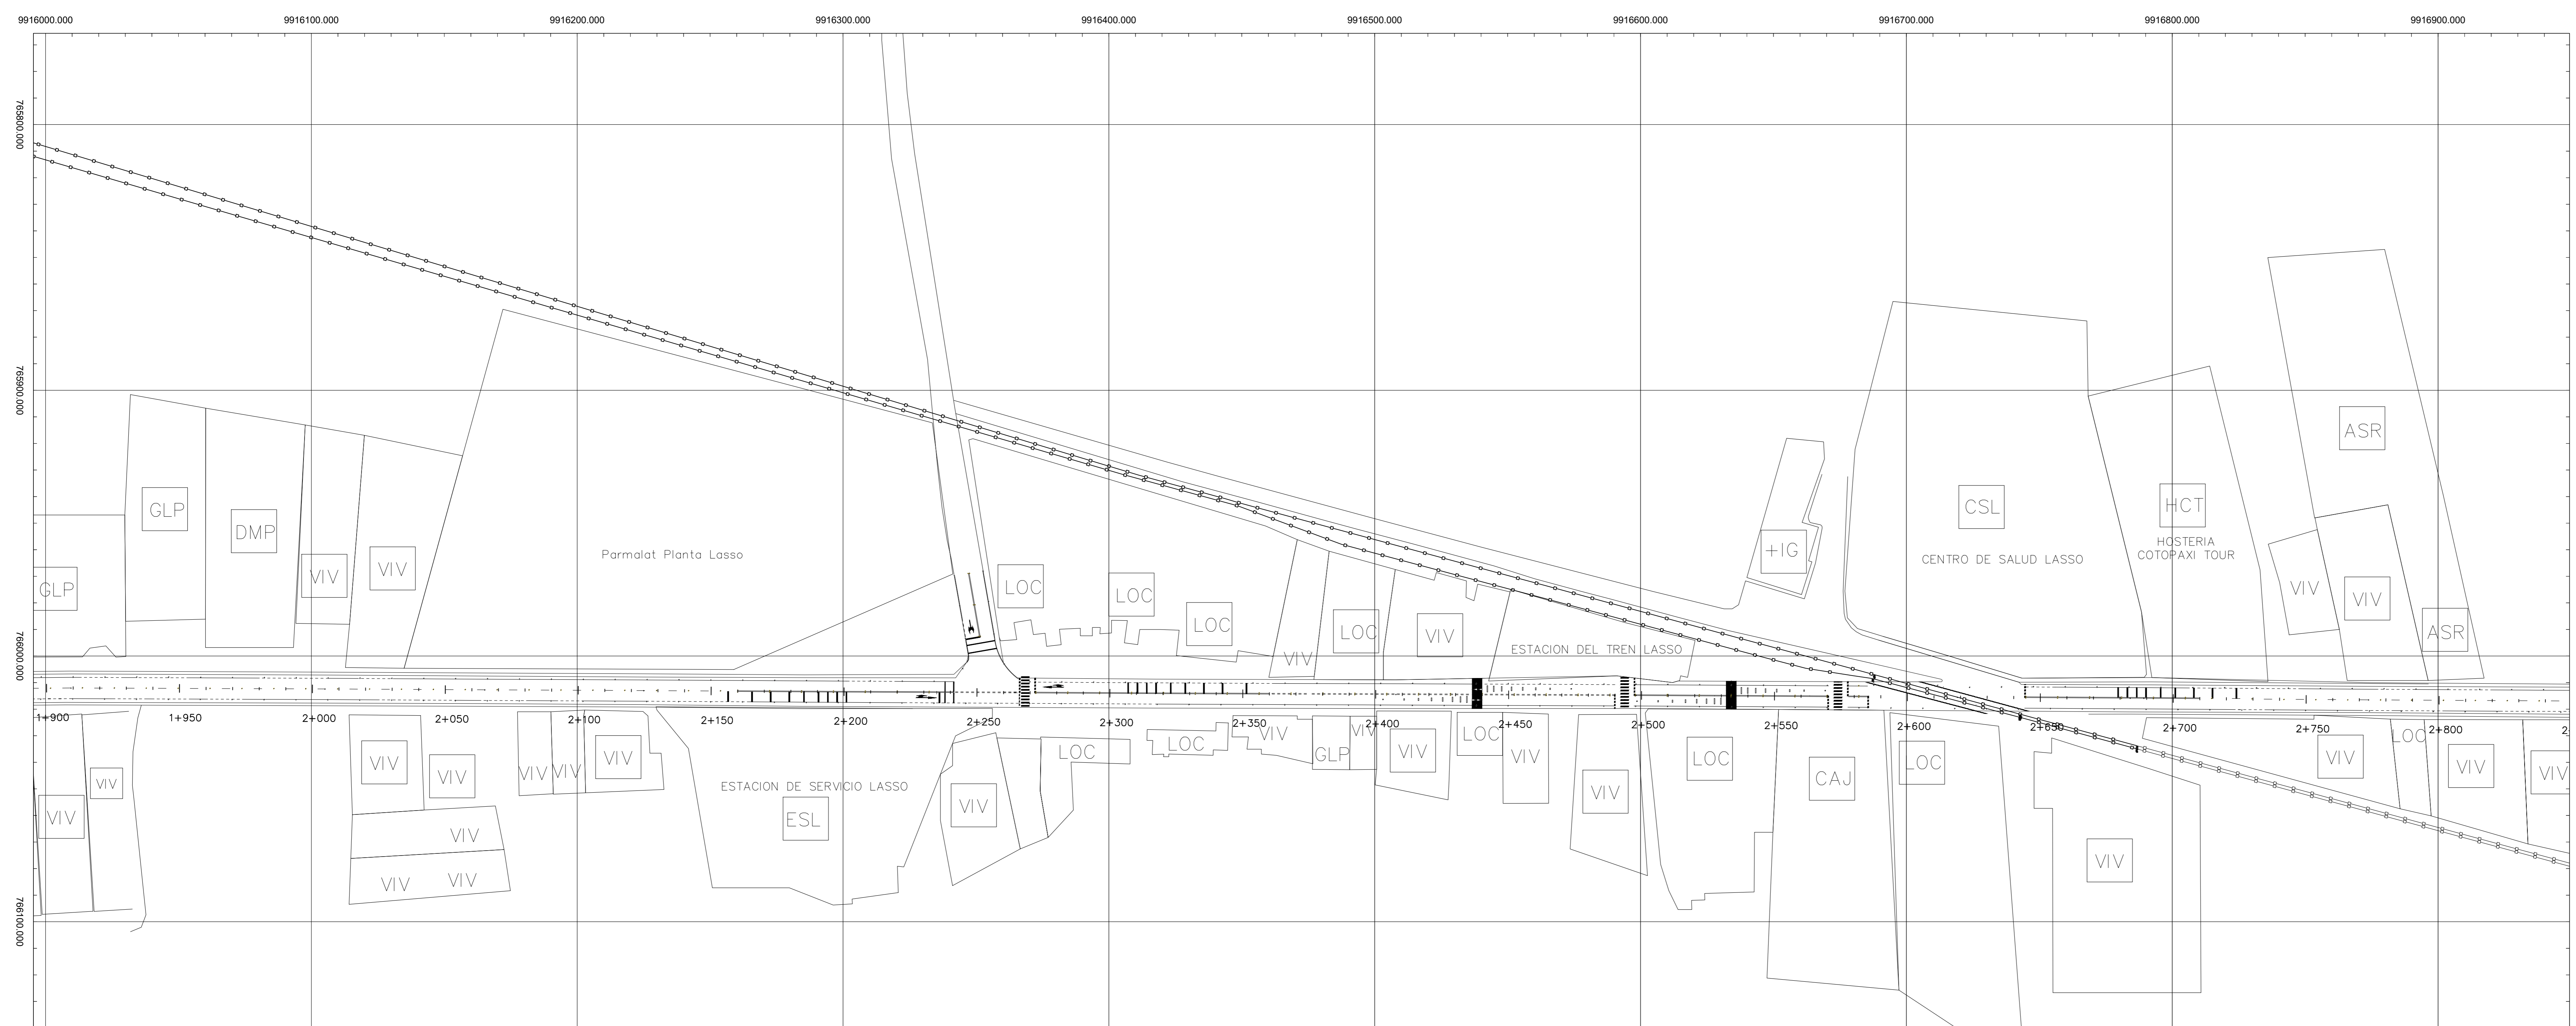 9916000.000 9916100.000 9916200.000 9916300.000 9916400.000 9916500.000 9916600.000 9916700.000 9916800.000 9916900.000
765800.000
765900.000
766000.000
766100.000
ASR
GLP
DMP
CSL
HCT
+IG
Parmalat Planta Lasso
CENTRO DE SALUD LASSO
HOSTERIA
COTOPAXI TOUR
GLP
VIV
VIV
LOC
LOC
LOC
LOC
VIV
VIV
VIV
ASR
VIV
ESTACION DEL TREN LASSO
1+900 1+950 2+000 2+050 2+100 2+150 2+200 2+250 2+300 2+350 2+400 2+450 2+500 2+550 2+600 2+650 2+700 2+750 2+800
VIV
VIV
VIV
VIV
VIV
VIV
LOC
LOC
VIV
GLP
VIV
VIV
LOC
VIV
LOC
LOC
VIV
LOC
VIV
VIV
ESTACION DE SERVICIO LASSO
ESL
VIV
VIV
CAJ
VIV
VIV
VIV
VIV
VIV